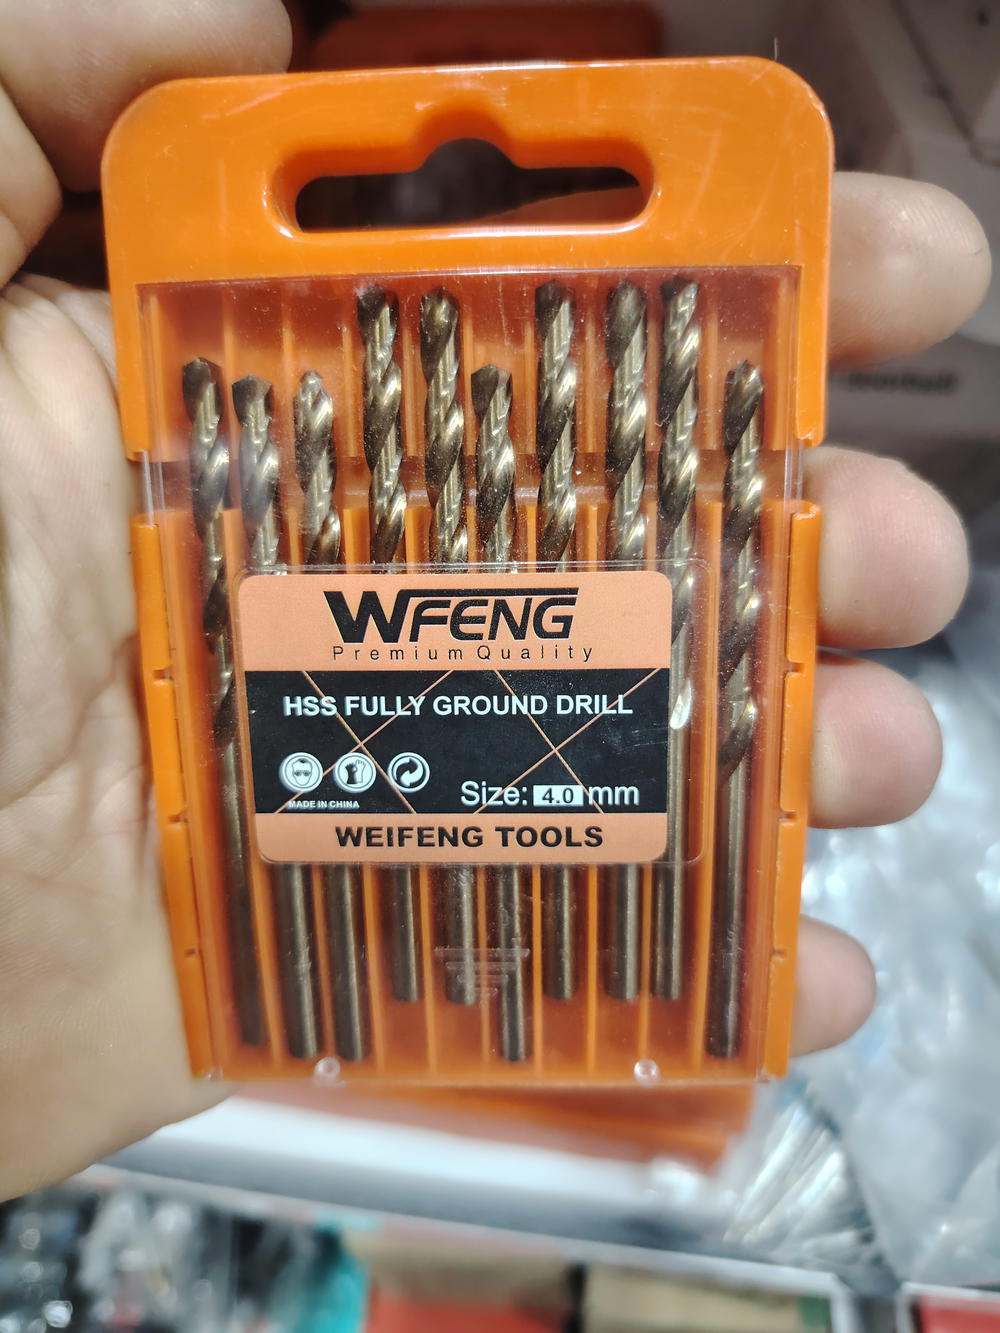 WFENG
Premium Quality
HSS FULLY GROUND DRILL
MADE IN CHINA
Size: 4.0 mm
WEIFENG TOOLS